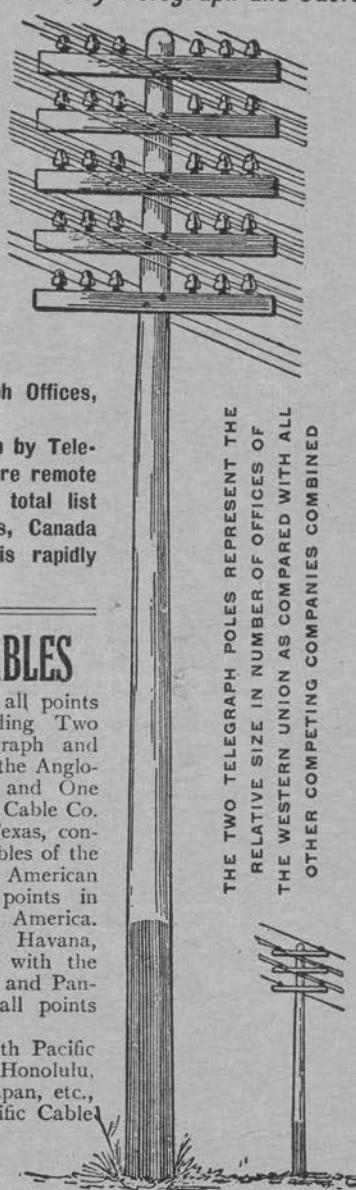 h Offices,
by Tele-
re remote
total list
s, Canada
is rapidly
BLES
all points
ding Two
raph and
the Anglo-
and One
Cable Co.
exas, con-
bles of the
American
points in
America.
Havana,
with the
and Pan-
all points
th Pacific
Honolulu,
apan, etc.,
ific Cable
THE TWO TELEGRAPH POLES REPRESENT THE
RELATIVE SIZE IN NUMBER OF OFFICES OF
THE WESTERN UNION AS COMPARED WITH ALL
OTHER COMPETING COMPANIES COMBINED